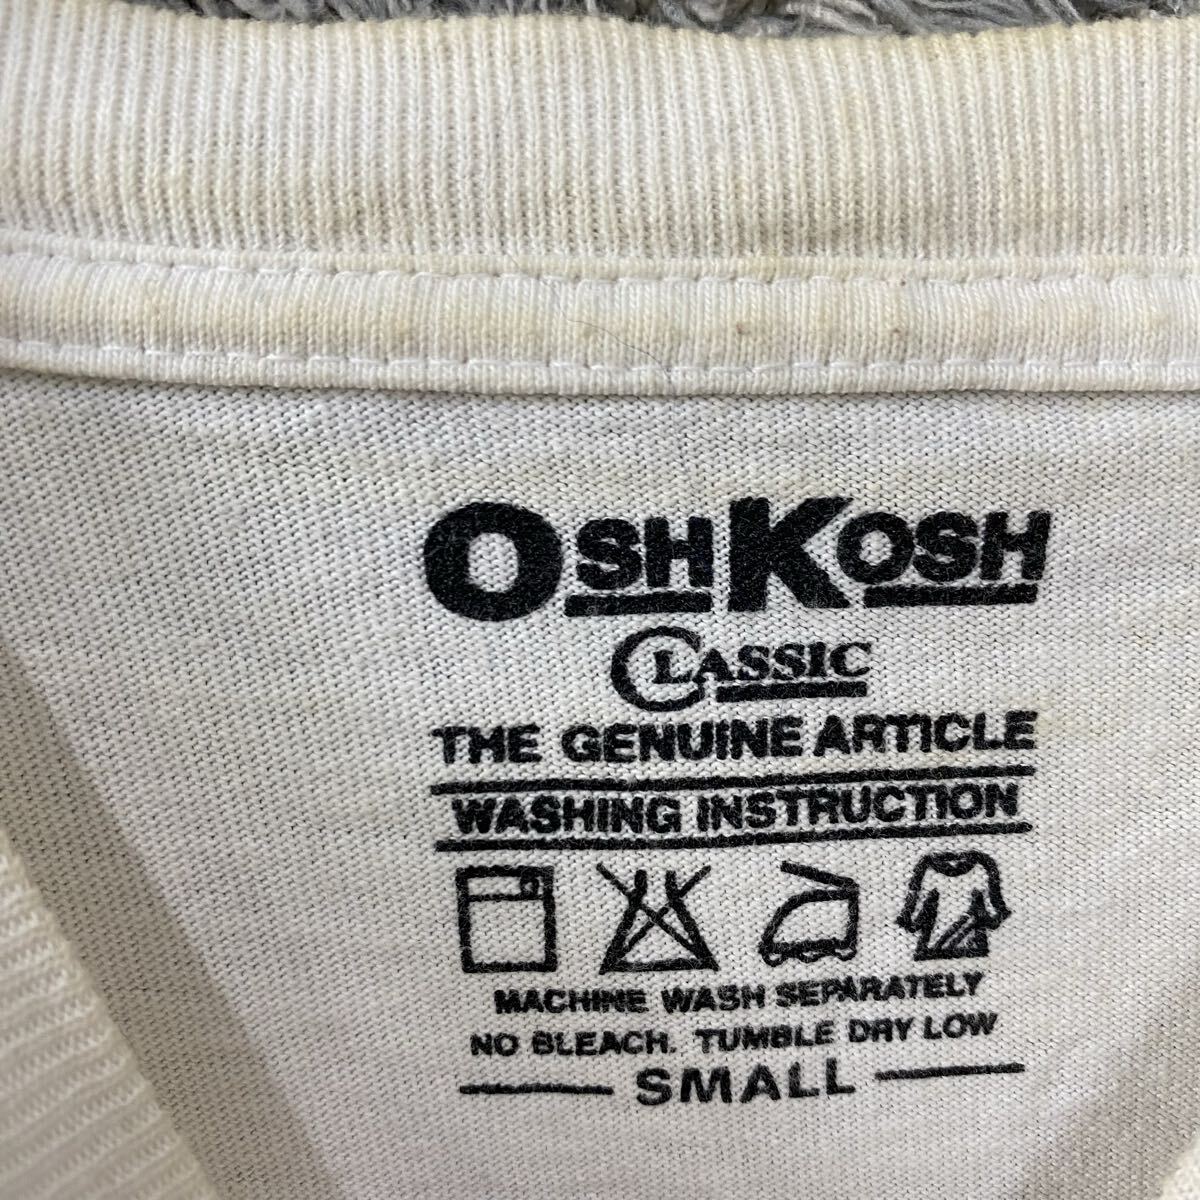 OSHKOSH
CLASSIC
THE GENUINE ARTICLE
WASHING INSTRUCTION
MACHINE WASH SEPARATELY
NO BLEACH. TUMBLE DRY LOW
SMALL